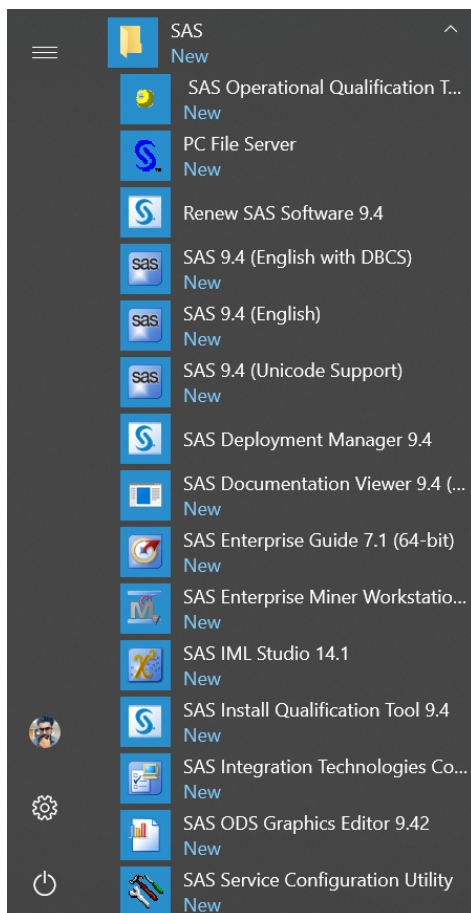 SAS
New
SAS Operational Qualification T...
New
PC File Server
New
Renew SAS Software 9.4
SAS 9.4 (English with DBCS)
New
SAS 9.4 (English)
New
SAS 9.4 (Unicode Support)
New
SAS Deployment Manager 9.4
SAS Documentation Viewer 9.4 (...
New
SAS Enterprise Guide 7.1 (64-bit)
New
SAS Enterprise Miner Workstatio...
New
SAS IML Studio 14.1
New
SAS Install Qualification Tool 9.4
New
SAS Integration Technologies Co...
New
SAS ODS Graphics Editor 9.42
New
SAS Service Configuration Utility
New